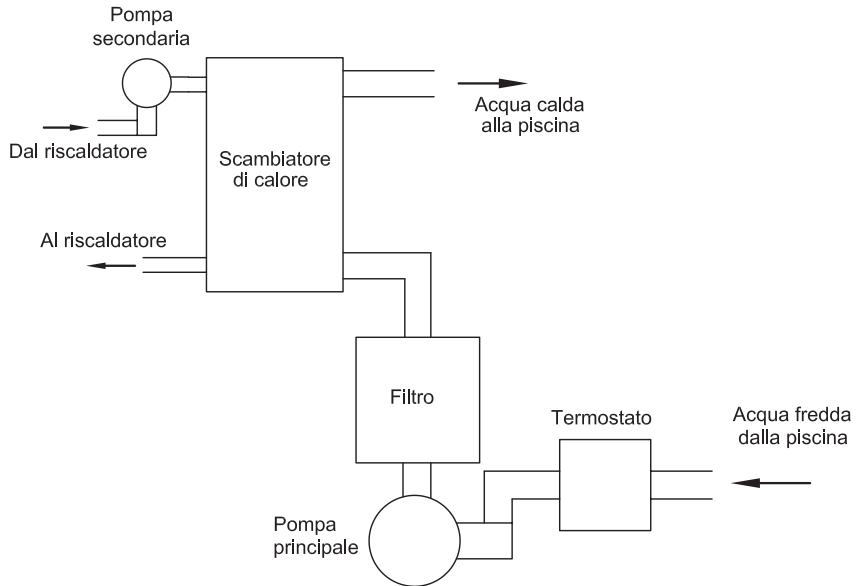 Pompa
secondaria
Acqua calda
alla piscina
Dal riscaldatore
Scambiatore
di calore
Al riscaldatore
Filtro
Termostato
Acqua fredda
dalla piscina
Pompa
principale